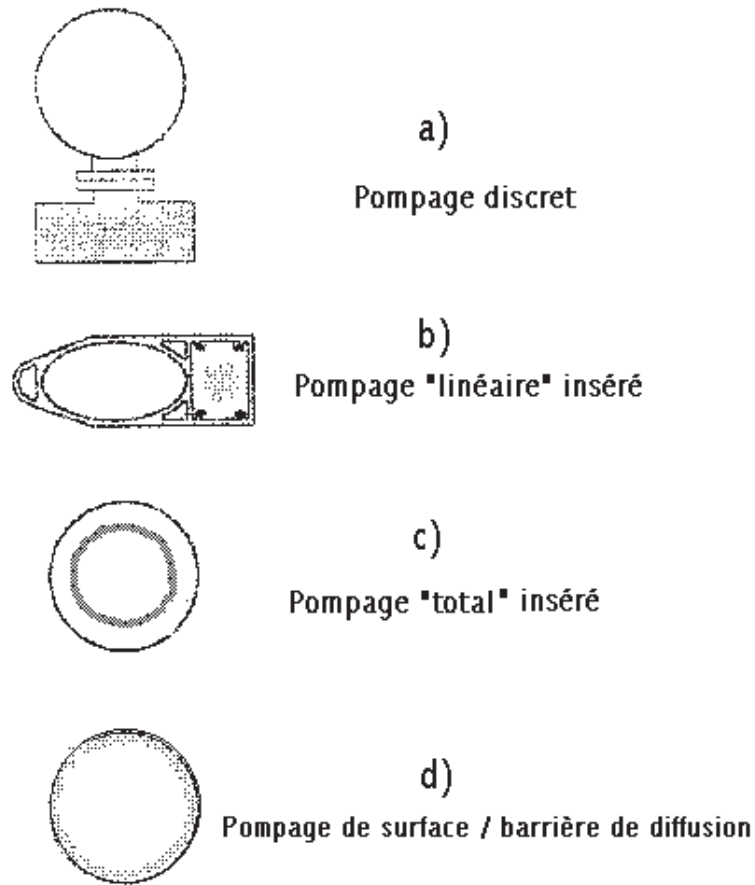 a)
Pompage discret
b)
Pompage "linéaire" inséré
c)
Pompage "total" inséré
d)
Pompage de surface / barrière de diffusion